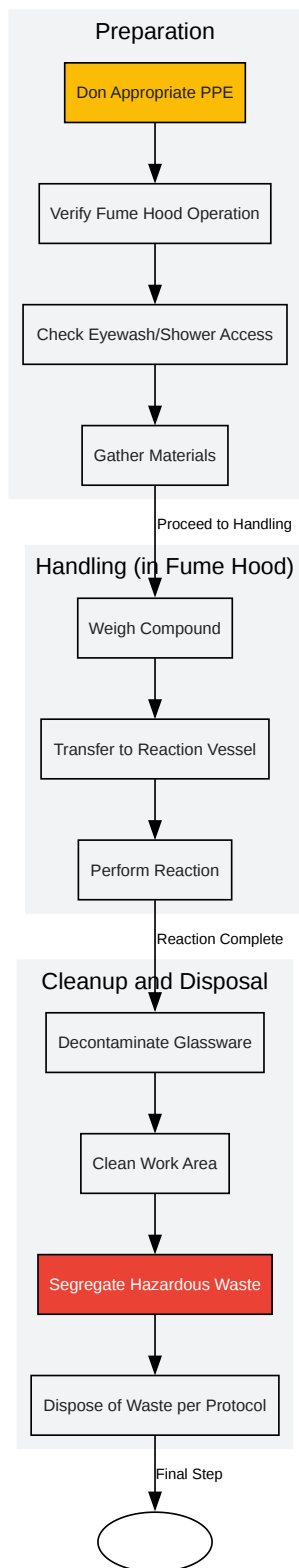 Preparation
Don Appropriate PPE
Verify Fume Hood Operation
Check Eyewash/Shower Access
Gather Materials
Proceed to Handling
Handling (in Fume Hood)
Weigh Compound
Transfer to Reaction Vessel
Perform Reaction
Reaction Complete
Cleanup and Disposal
Decontaminate Glassware
Clean Work Area
Segregate Hazardous Waste
Dispose of Waste per Protocol
Final Step